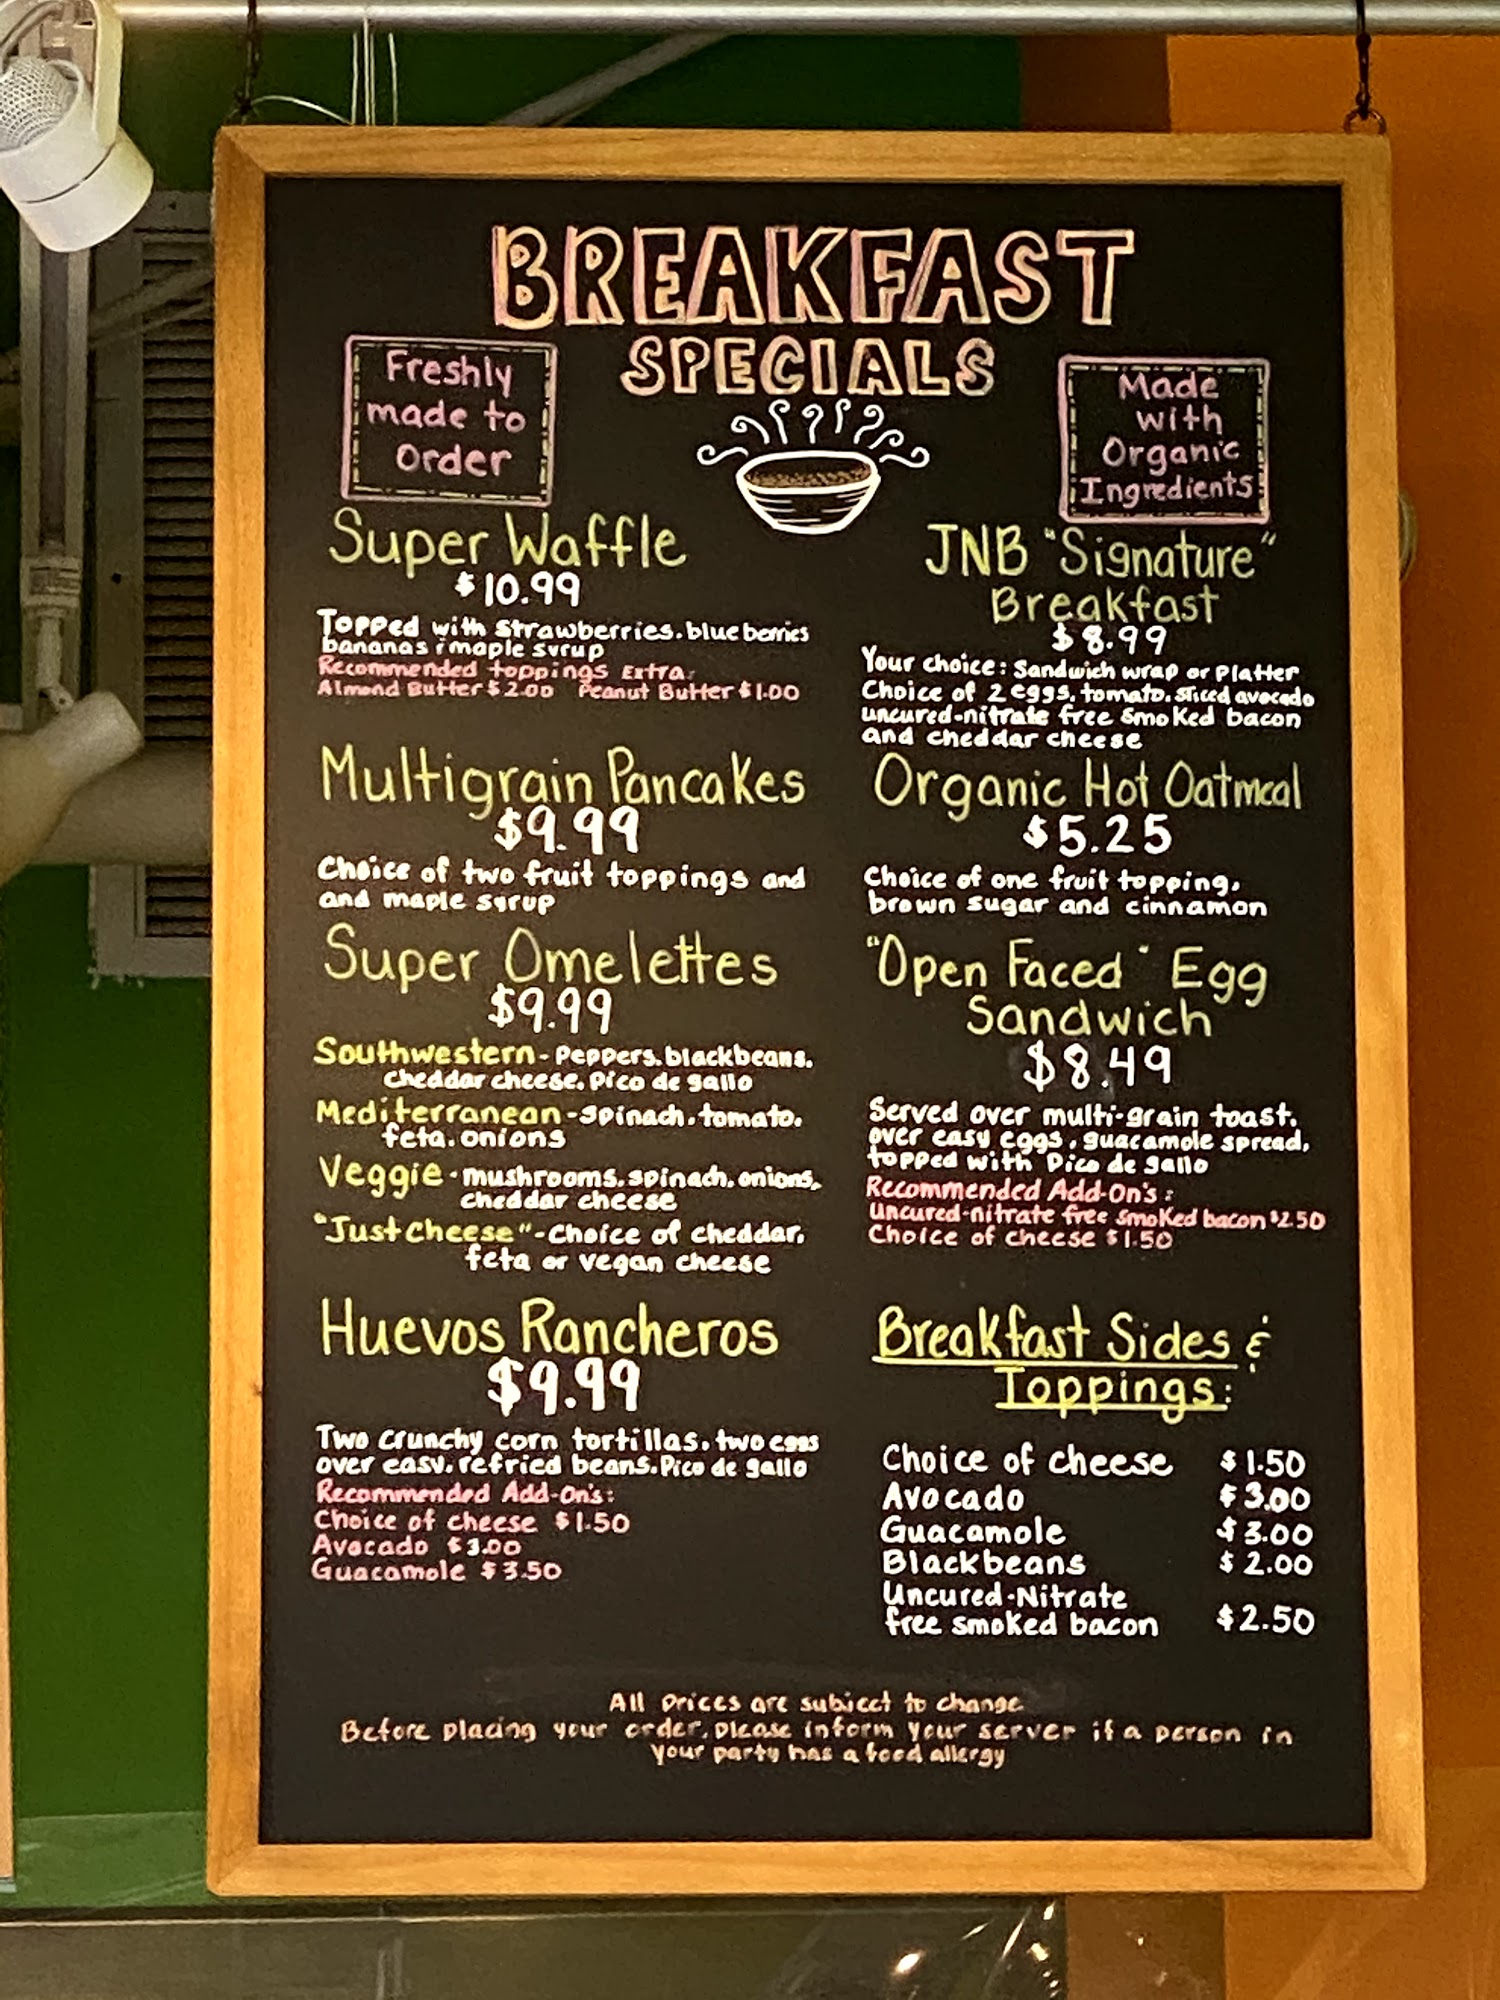 BREAKFAST
SPECIALS
Freshly
made to
Order
Made
with
Organic
Ingredients
Super Waffle
$10.99
Topped with Strawberries, blueberries
bananas & maple syrup
Recommended toppings Extra:
Almond Butter $2.00 Peanut Butter $1.00
Multigrain Pancakes
$9.99
Choice of two fruit toppings and
and maple syrup
Super Omelettes
$9.99
Southwestern - Peppers, blackbeans,
cheddar cheese, Pico de gallo
Mediterranean - Spinach, tomato,
feta, onions
Veggie - mushrooms, spinach, onions,
cheddar cheese
"Just Cheese" - Choice of cheddar,
feta or vegan cheese
Huevos Rancheros
$9.99
Two crunchy corn tortillas, two eggs
over easy, refried beans, Pico de gallo
Recommended Add-On's:
Choice of cheese $1.50
Avocado $3.00
Guacamole $3.50
JNB "Signature"
Breakfast
$8.99
Your choice: Sandwich wrap or Platter
Choice of 2 eggs, tomato, sliced avocado
uncured-nitrate free smoked bacon
and cheddar cheese
Organic Hot Oatmeal
$5.25
Choice of one fruit topping,
brown sugar and cinnamon
"Open Faced" Egg
Sandwich
$8.49
Served over multi-grain toast,
over easy eggs, guacamole spread,
topped with Pico de gallo
Recommended Add-On's:
uncured-nitrate free smoked bacon $2.50
Choice of cheese $1.50
Breakfast Sides &
Toppings:
Choice of cheese $1.50
Avocado $3.00
Guacamole $3.00
Blackbeans $2.00
Uncured-Nitrate
free smoked bacon $2.50
All prices are subject to change
Before placing your order, please inform your server if a person in
your party has a food allergy